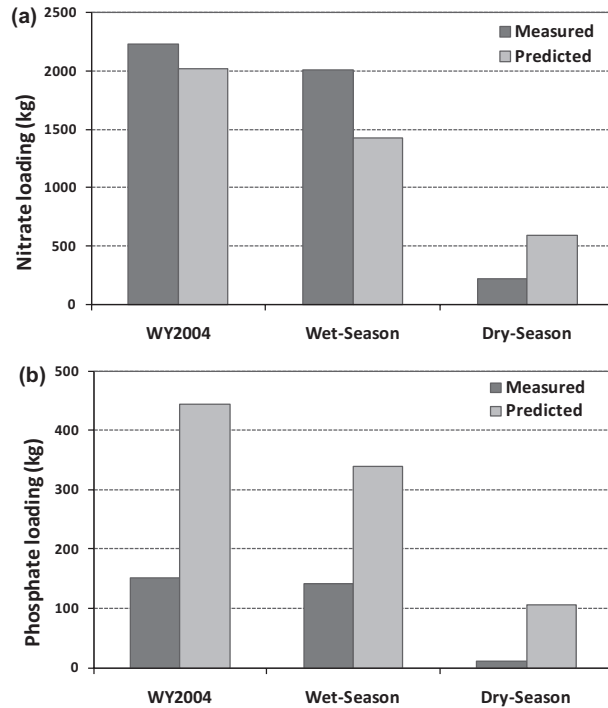 (a)
Measured
Predicted
Nitrate loading (kg)
2500
2000
1500
1000
500
0
WY2004 Wet-Season Dry-Season
(b)
Measured
Predicted
Phosphate loading (kg)
500
400
300
200
100
0
WY2004 Wet-Season Dry-Season